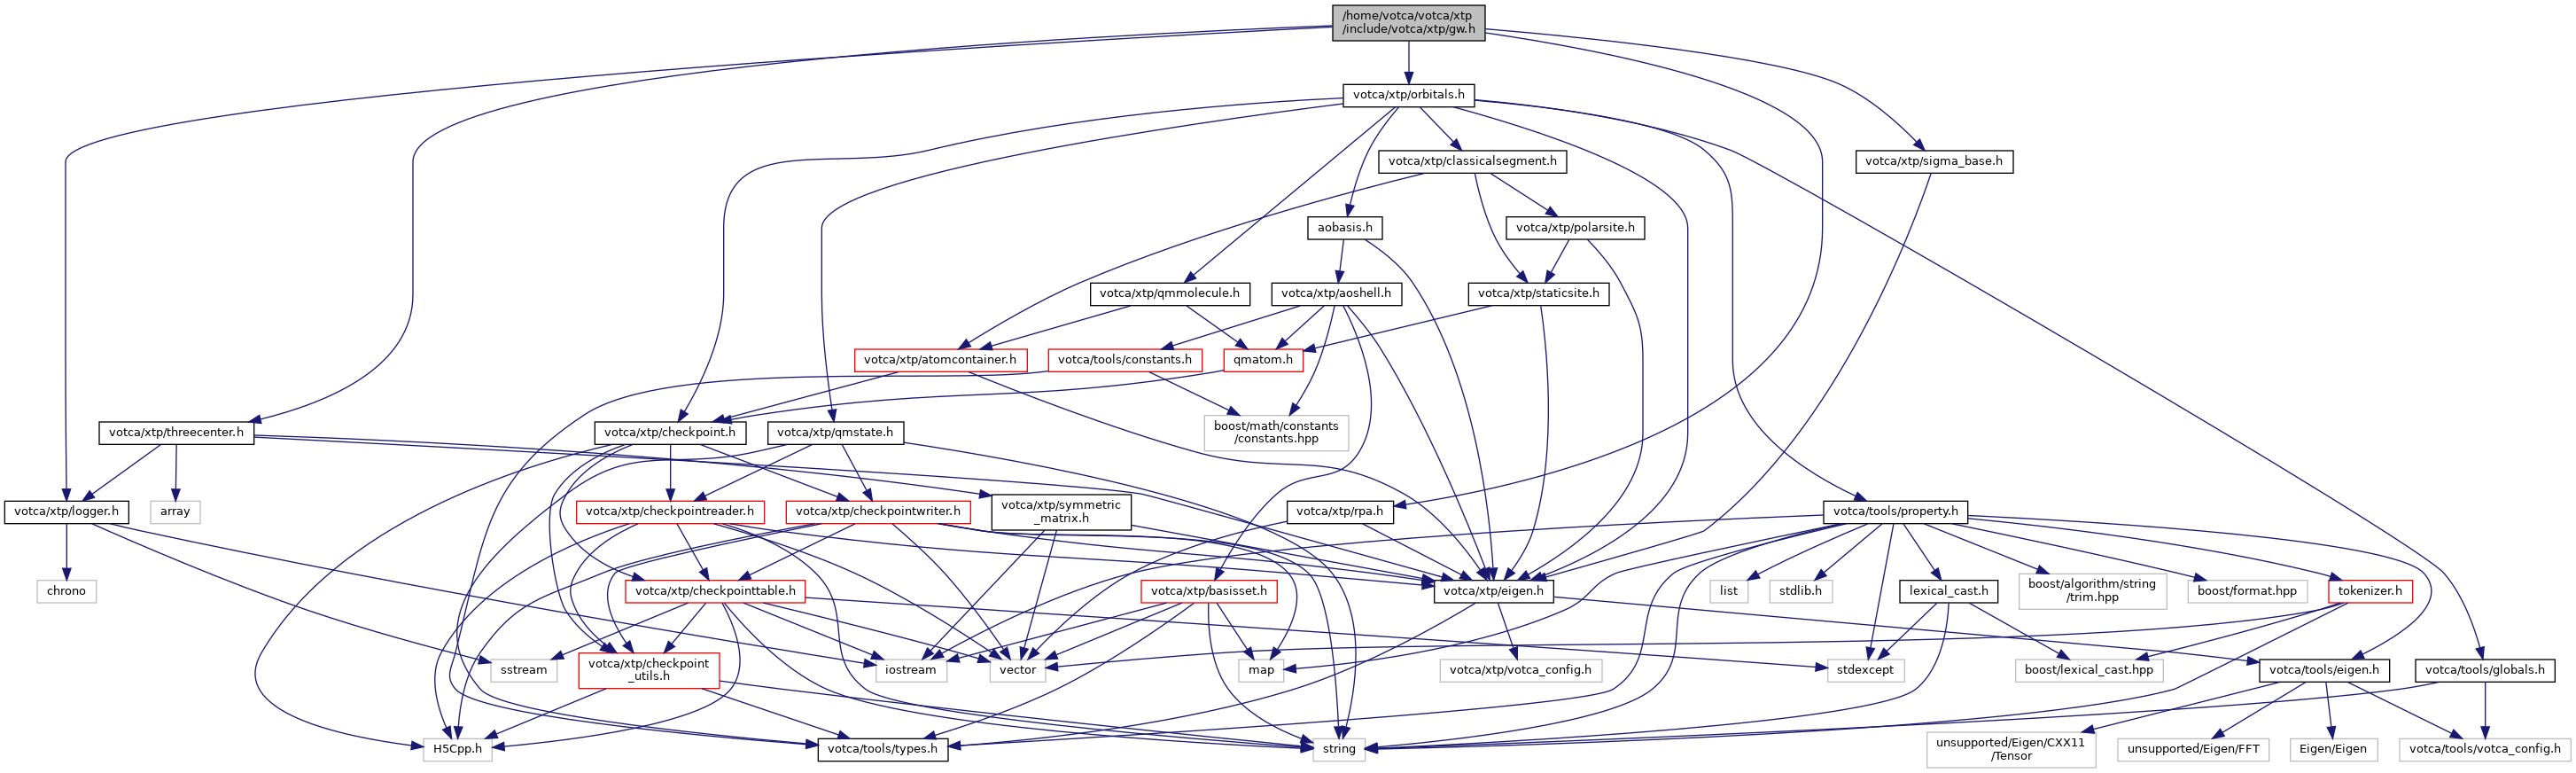 /home/votca/votca/xtp
/include/votca/xtp/gw.h
votca/xtp/orbitals.h
votca/xtp/classicalsegment.h
votca/xtp/sigma_base.h
aobasis.h
votca/xtp/polarsite.h
votca/xtp/qmmolecule.h
votca/xtp/aoshell.h
votca/xtp/staticsite.h
votca/xtp/atomcontainer.h
votca/tools/constants.h
qmatom.h
votca/xtp/threecenter.h
votca/xtp/checkpoint.h
votca/xtp/qmstate.h
boost/math/constants
/constants.hpp
votca/xtp/logger.h
array
votca/xtp/checkpointreader.h
votca/xtp/checkpointwriter.h
votca/xtp/symmetric
_matrix.h
votca/xtp/rpa.h
votca/tools/property.h
chrono
votca/xtp/checkpointtable.h
votca/xtp/basisset.h
votca/xtp/eigen.h
list
stdlib.h
lexical_cast.h
boost/algorithm/string
/trim.hpp
boost/format.hpp
tokenizer.h
sstream
votca/xtp/checkpoint
_utils.h
iostream
vector
map
votca/xtp/votca_config.h
stdexcept
boost/lexical_cast.hpp
votca/tools/eigen.h
votca/tools/globals.h
H5Cpp.h
votca/tools/types.h
string
unsupported/Eigen/CXX11
/Tensor
unsupported/Eigen/FFT
Eigen/Eigen
votca/tools/votca_config.h